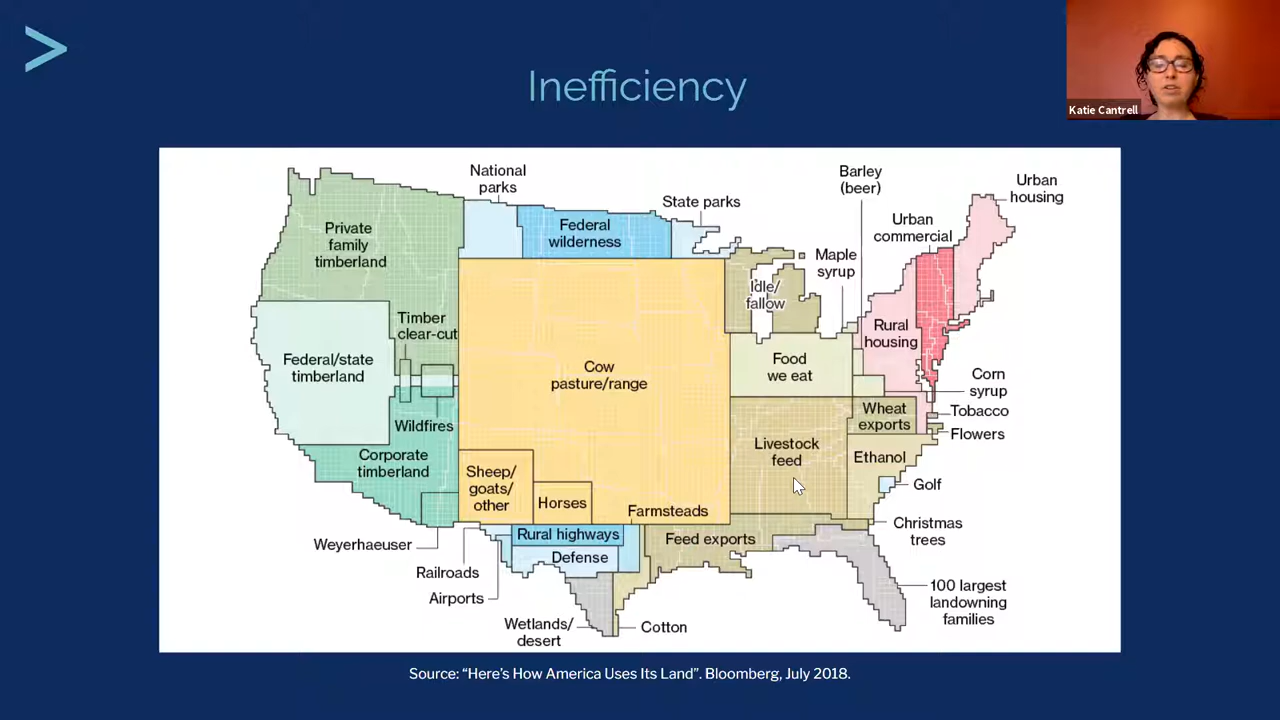 >
Inefficiency
Katie Cantrell
National
parks
State parks
Barley
(beer)
Urban
housing
Private
family
timberland
Federal
wilderness
Urban
commercial
Maple
syrup
Idle/
fallow
Timber
clear-cut
Rural
housing
Federal/state
timberland
Cow
pasture/range
Food
we eat
Corn
syrup
Wildfires
Wheat
exports
Tobacco
Flowers
Corporate
timberland
Livestock
feed
Ethanol
Sheep/
goats/
other
Horses
Golf
Farmsteads
Weyerhaeuser
Rural highways
Feed exports
Christmas
trees
Defense
Railroads
Airports
100 largest
landowning
families
Wetlands/
desert
Cotton
Source: “Here’s How America Uses Its Land”. Bloomberg, July 2018.